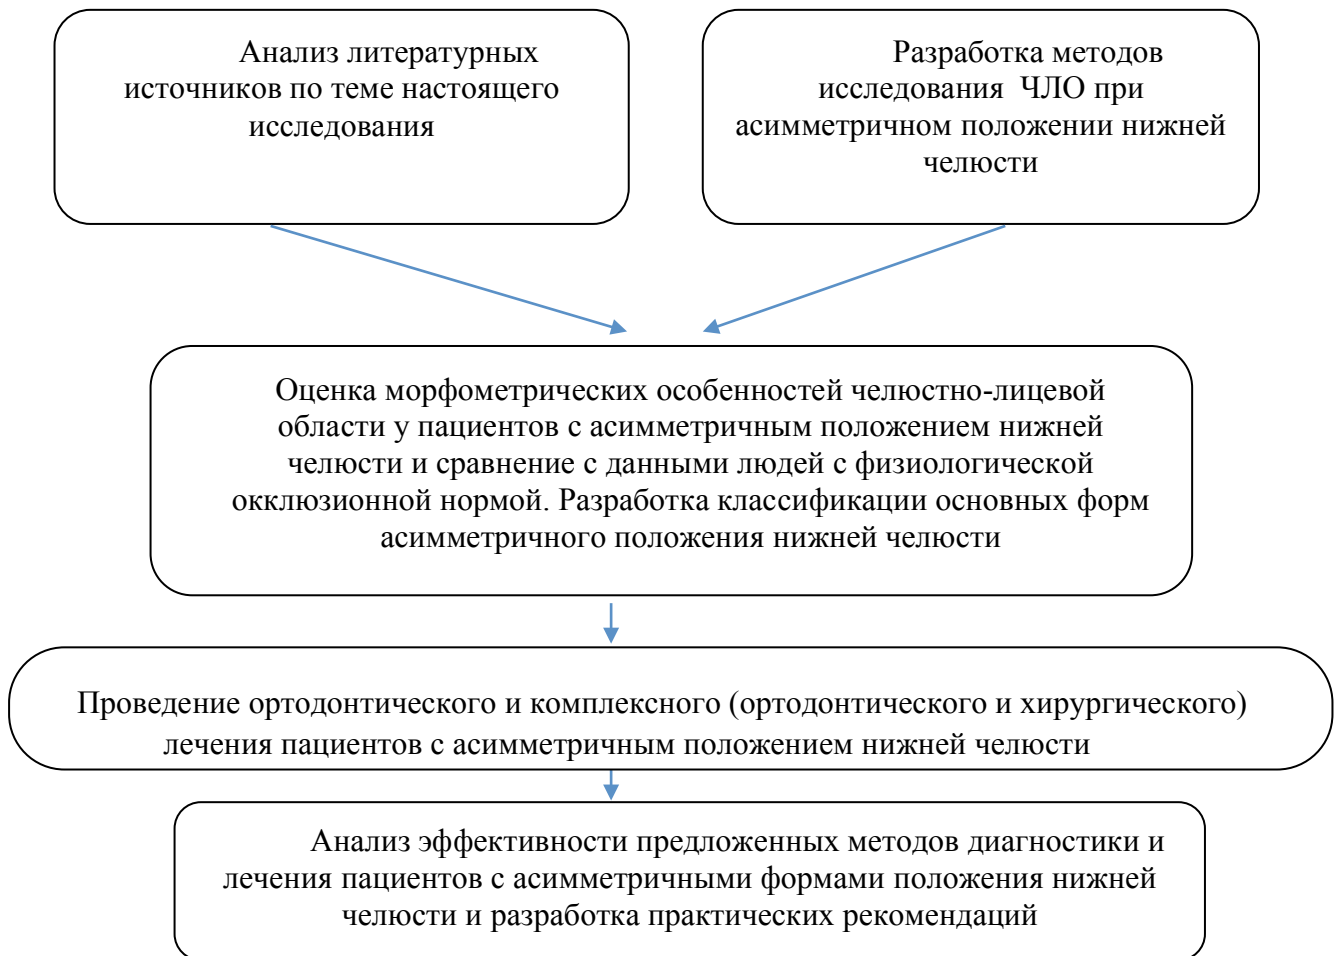 Анализ литературных
источников по теме настоящего
исследования
Разработка методов
исследования ЧЛО при
асимметричном положении нижней
челюсти
Оценка морфометрических особенностей челюстно-лицевой
области у пациентов с асимметричным положением нижней
челюсти и сравнение с данными людей с физиологической
окклюзионной нормой. Разработка классификации основных форм
асимметричного положения нижней челюсти
Проведение ортодонтического и комплексного (ортодонтического и хирургического)
лечения пациентов с асимметричным положением нижней челюсти
Анализ эффективности предложенных методов диагностики и
лечения пациентов с асимметричными формами положения нижней
челюсти и разработка практических рекомендаций